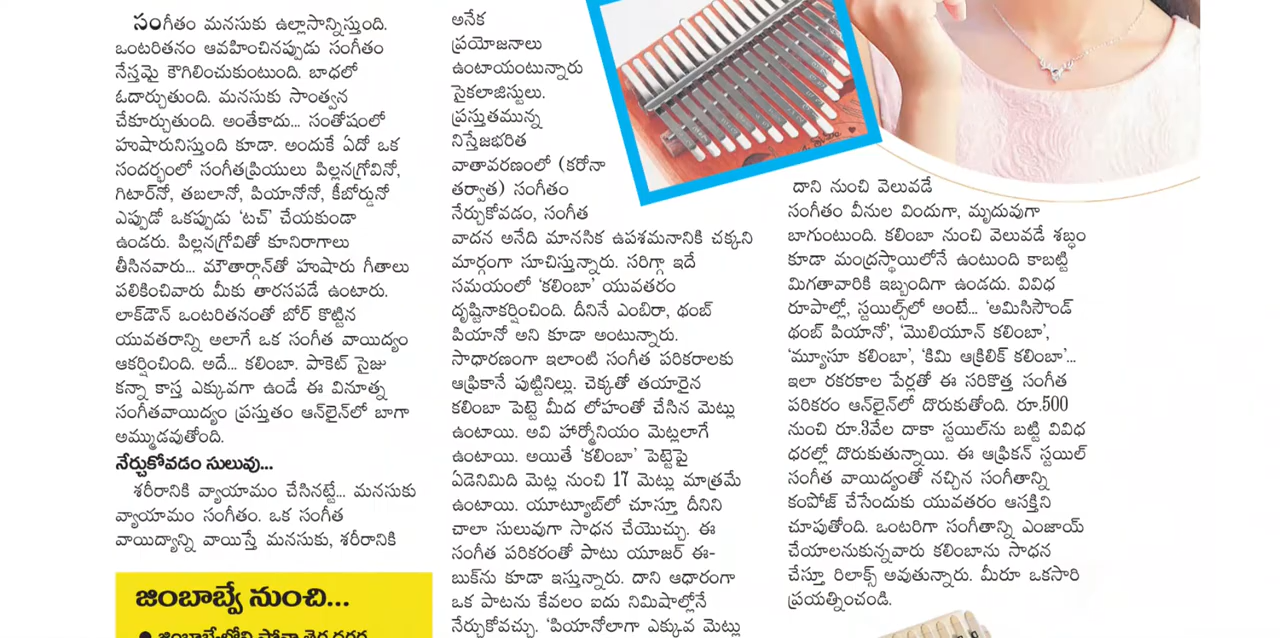 సంగీతం మనసుకు ఉల్లాసాన్నిస్తుంది.
ఒంటరితనం ఆవహించినప్పుడు సంగీతం
నేస్తమై కౌగిలించుకుంటుంది. బాధలో
ఓదార్చుతుంది. మనసుకు సాంత్వన
చేకూర్చుతుంది. అంతేకాదు... సంతోషంలో
హుషారునిస్తుంది కూడా. అందుకే ఏదో ఒక
సందర్భంలో సంగీతప్రియులు పిల్లనగ్రోవినో,
గిటార్‌నో, తబలానో, పియానోనో, కీబోర్డునో
ఎప్పుడో ఒకప్పుడు ‘టచ్’ చేయకుండా
ఉండరు. పిల్లనగ్రోవితో కూనిరాగాలు
తీసినవారు... మౌతార్గాన్‌తో హుషారు గీతాలు
పలికించివారు మీకు తారసపడే ఉంటారు.
లాక్‌డౌన్ ఒంటరితనంతో బోర్ కొట్టిన
యువతరాన్ని అలాగే ఒక సంగీత వాయిద్యం
ఆకర్షించింది. అదే... కలింబా. పాకెట్ సైజు
కన్నా కాస్త ఎక్కువగా ఉండే ఈ వినూత్న
సంగీతవాయిద్యం ప్రస్తుతం ఆన్‌లైన్‌లో బాగా
అమ్ముడవుతోంది.
నేర్చుకోవడం సులువు...
శరీరానికి వ్యాయామం చేసినట్టే... మనసుకు
వ్యాయామం సంగీతం. ఒక సంగీత
వాయిద్యాన్ని వాయిస్తే మనసుకు, శరీరానికి
జింబాబ్వే నుంచి...
అనేక
ప్రయోజనాలు
ఉంటాయంటున్నారు
సైకలాజిస్టులు.
ప్రస్తుతమున్న
నిస్తేజభరిత
వాతావరణంలో (కరోనా
తర్వాత) సంగీతం
నేర్చుకోవడం, సంగీత
వాదన అనేది మానసిక ఉపశమనానికి చక్కని
మార్గంగా సూచిస్తున్నారు. సరిగ్గా ఇదే
సమయంలో ‘కలింబా’ యువతరం
దృష్టినాకర్షించింది. దీనినే ఎంబిరా, థంబ్
పియానో అని కూడా అంటున్నారు.
సాధారణంగా ఇలాంటి సంగీత పరికరాలకు
ఆఫ్రికానే పుట్టినిల్లు. చెక్కతో తయారైన
కలింబా పెట్టె మీద లోహంతో చేసిన మెట్లు
ఉంటాయి. అవి హార్మోనియం మెట్లలాగే
ఉంటాయి. అయితే ‘కలింబా’ పెట్టెపై
ఏడెనిమిది మెట్ల నుంచి 17 మెట్లు మాత్రమే
ఉంటాయి. యూట్యూబ్‌లో చూస్తూ దీనిని
చాలా సులువుగా సాధన చేయొచ్చు. ఈ
సంగీత పరికరంతో పాటు యూజర్ ఈ-
బుక్‌ను కూడా ఇస్తున్నారు. దాని ఆధారంగా
ఒక పాటను కేవలం ఐదు నిమిషాల్లోనే
నేర్చుకోవచ్చు. ‘పియానోలాగా ఎక్కువ మెట్లు
దాని నుంచి వెలువడే
సంగీతం వీనుల విందుగా, మృదువుగా
బాగుంటుంది. కలింబా నుంచి వెలువడే శబ్ధం
కూడా మంద్రస్థాయిలోనే ఉంటుంది కాబట్టి
మిగతావారికి ఇబ్బందిగా ఉండదు. వివిధ
రూపాల్లో, స్టయిల్స్‌లో అంటే... ‘అమిసిసౌండ్
థంబ్ పియానో’, ‘మొలియూన్ కలింబా’,
‘మ్యూసూ కలింబా’, ‘కిమి ఆక్రిలిక్ కలింబా’...
ఇలా రకరకాల పేర్లతో ఈ సరికొత్త సంగీత
పరికరం ఆన్‌లైన్‌లో దొరుకుతోంది. రూ.500
నుంచి రూ.3వేల దాకా స్టయిల్‌ను బట్టి వివిధ
ధరల్లో దొరుకుతున్నాయి. ఈ ఆఫ్రికన్ స్టయిల్
సంగీత వాయిద్యంతో నచ్చిన సంగీతాన్ని
కంపోజ్ చేసేందుకు యువతరం ఆసక్తిని
చూపుతోంది. ఒంటరిగా సంగీతాన్ని ఎంజాయ్
చేయాలనుకున్నవారు కలింబాను సాధన
చేస్తూ రిలాక్స్ అవుతున్నారు. మీరూ ఒకసారి
ప్రయత్నించండి.